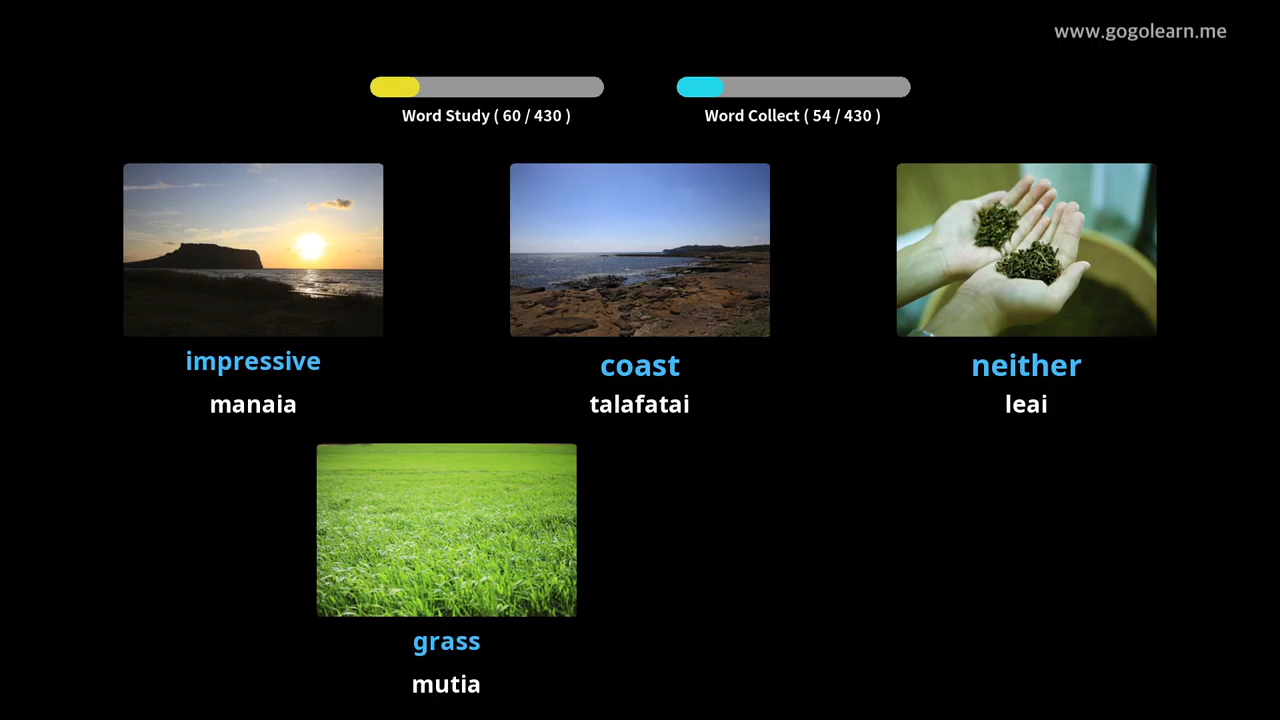 www.gogolearn.me
Word Study ( 60 / 430 )
Word Collect ( 54 / 430 )
impressive
manaia
coast
talafatai
neither
leai
grass
mutia